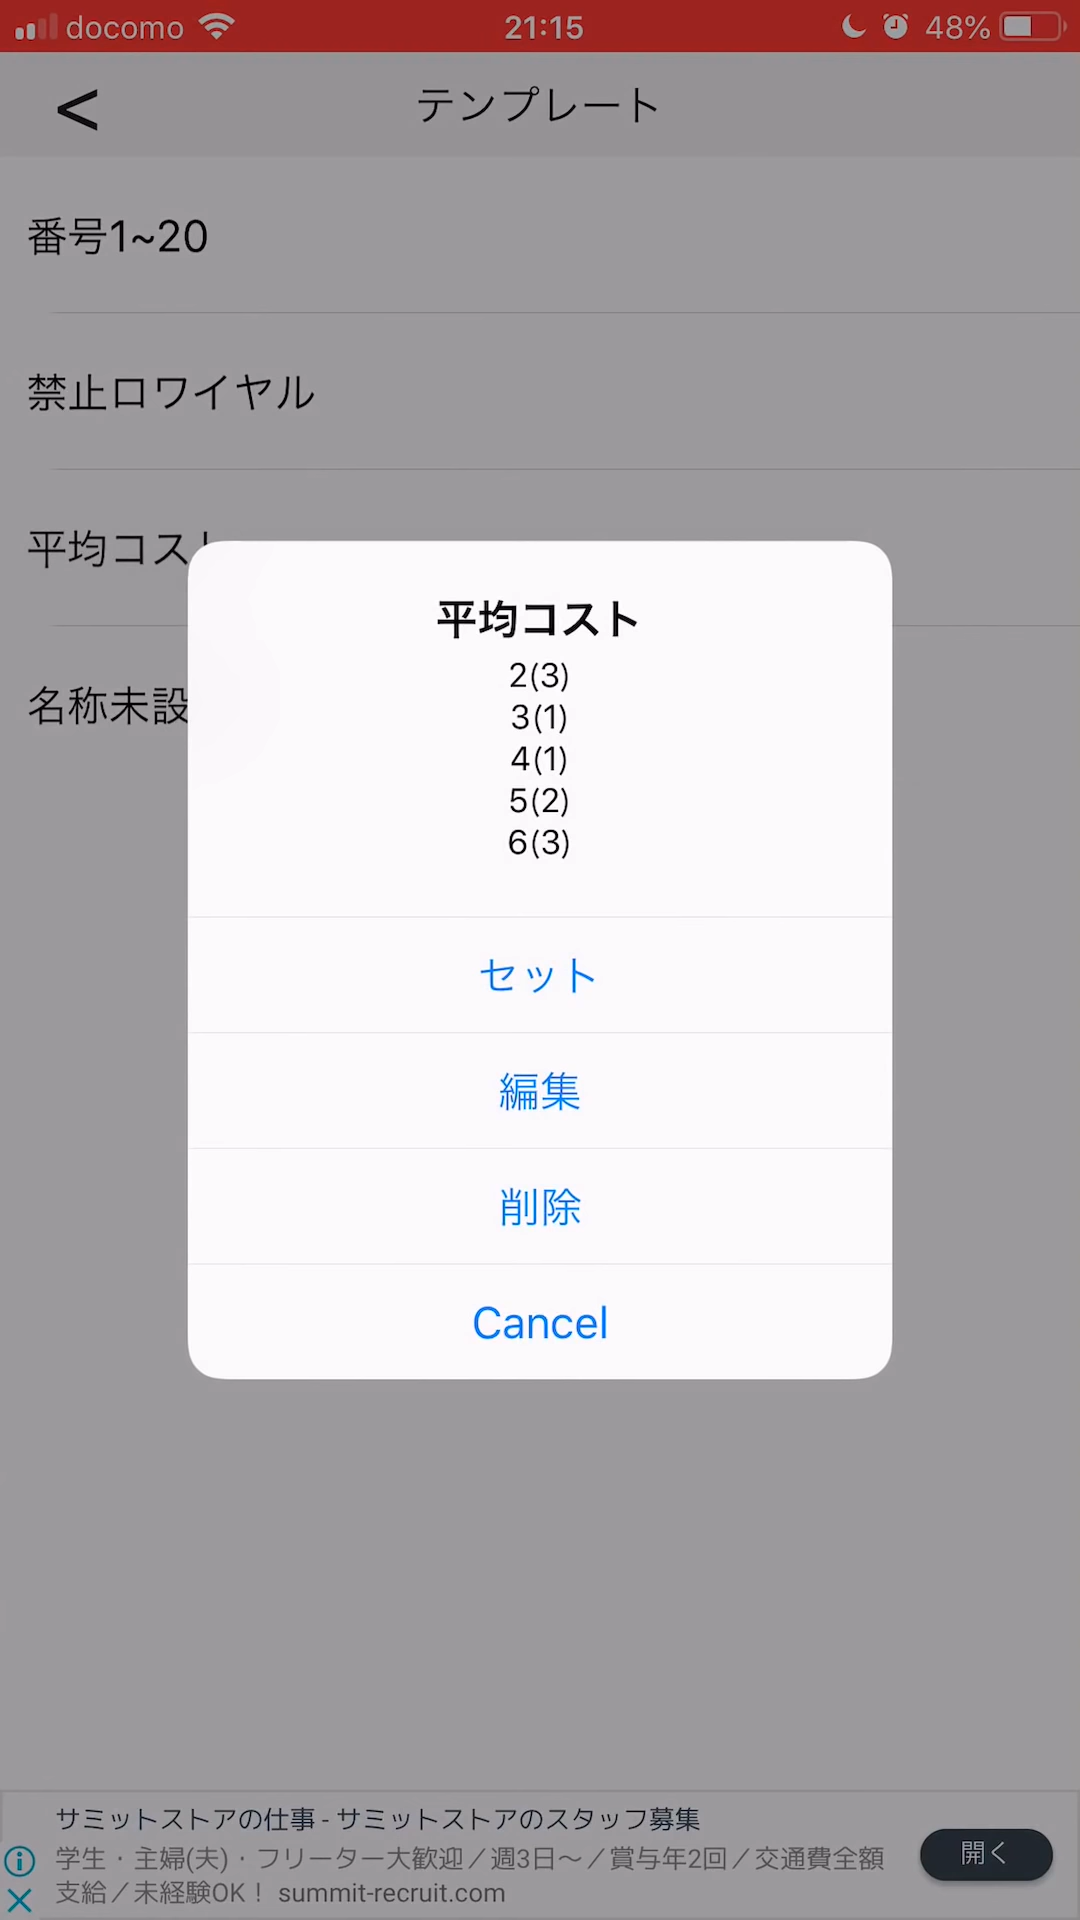 docomo 21:15 48%
< テンプレート
番号1~20
禁止ロワイヤル
平均コスト
名称未設
平均コスト
2(3)
3(1)
4(1)
5(2)
6(3)
セット
編集
削除
Cancel
サミットストアの仕事 - サミットストアのスタッフ募集
学生・主婦(夫)・フリーター大歓迎／週3日～／賞与年2回／交通費全額
支給／未経験OK！ summit-recruit.com
開く